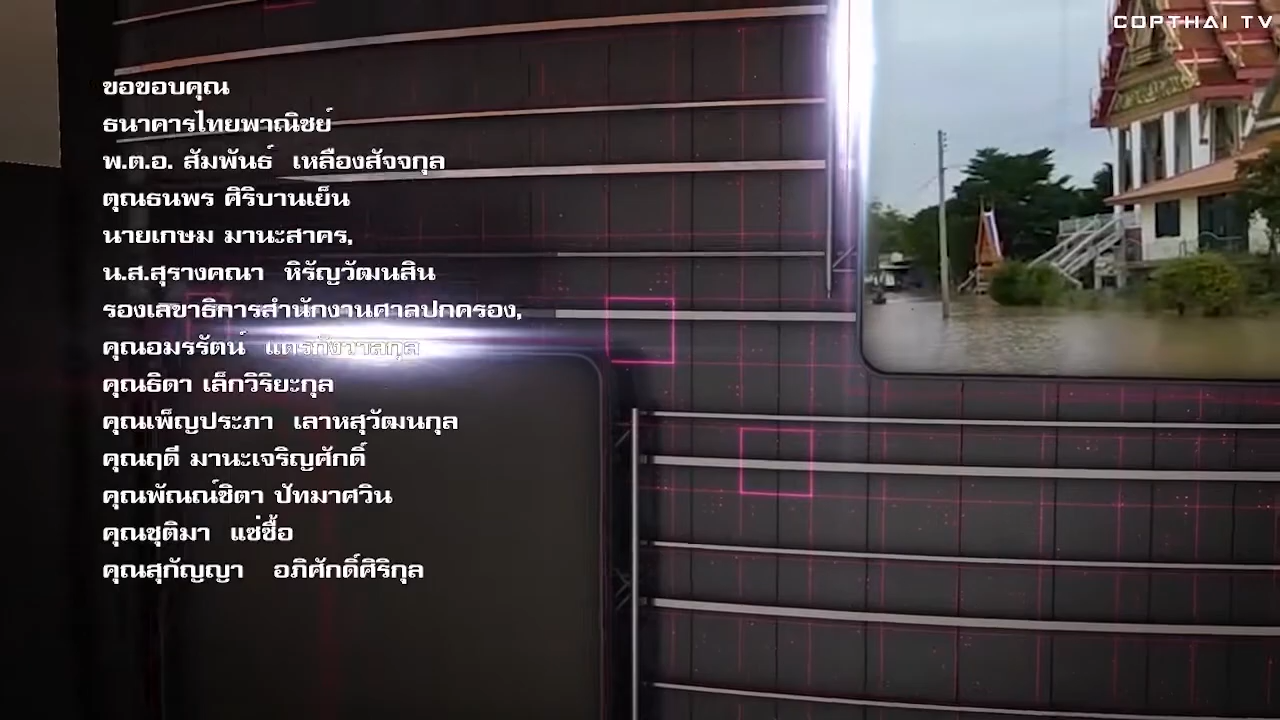 COPTHAI TV
ขอขอบคุณ
ธนาคารไทยพาณิชย์
พ.ต.อ. สัมพันธ์ เหลืองสัจจกุล
คุณธนพร ศิริบานเย็น
นายเกษม มานะสาคร,
น.ส.สุรางคณา หิรัญวัฒนสิน
รองเลขาธิการสำนักงานศาลปกครอง,
คุณอมรรัตน์
คุณธิดา เล็กวิริยะกุล
คุณเพ็ญประภา เลาหสุวัฒนกุล
คุณฤดี มานะเจริญศักดิ์
คุณพัณณ์ชิตา ปัทมาศวิน
คุณชุติมา แซ่ซื้อ
คุณสุกัญญา อภิศักดิ์ศิริกุล